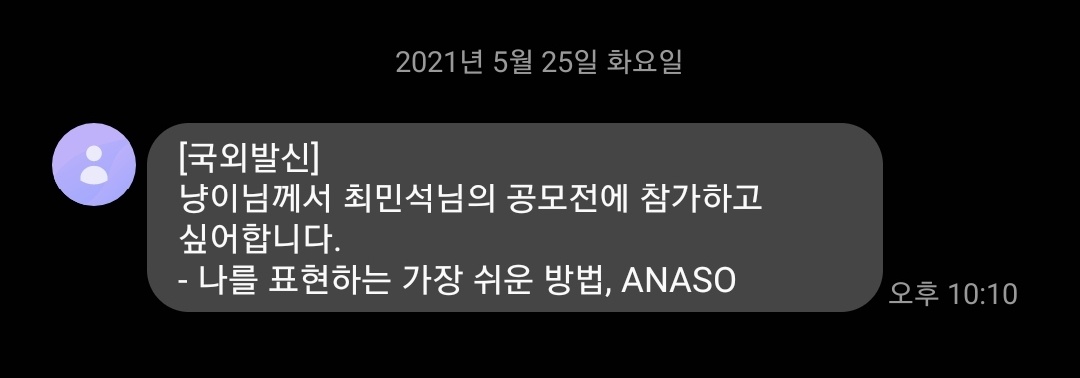 2021년 5월 25일 화요일
[국외발신]
냥이님께서 최민석님의 공모전에 참가하고
싶어합니다.
- 나를 표현하는 가장 쉬운 방법, ANASO
오후 10:10